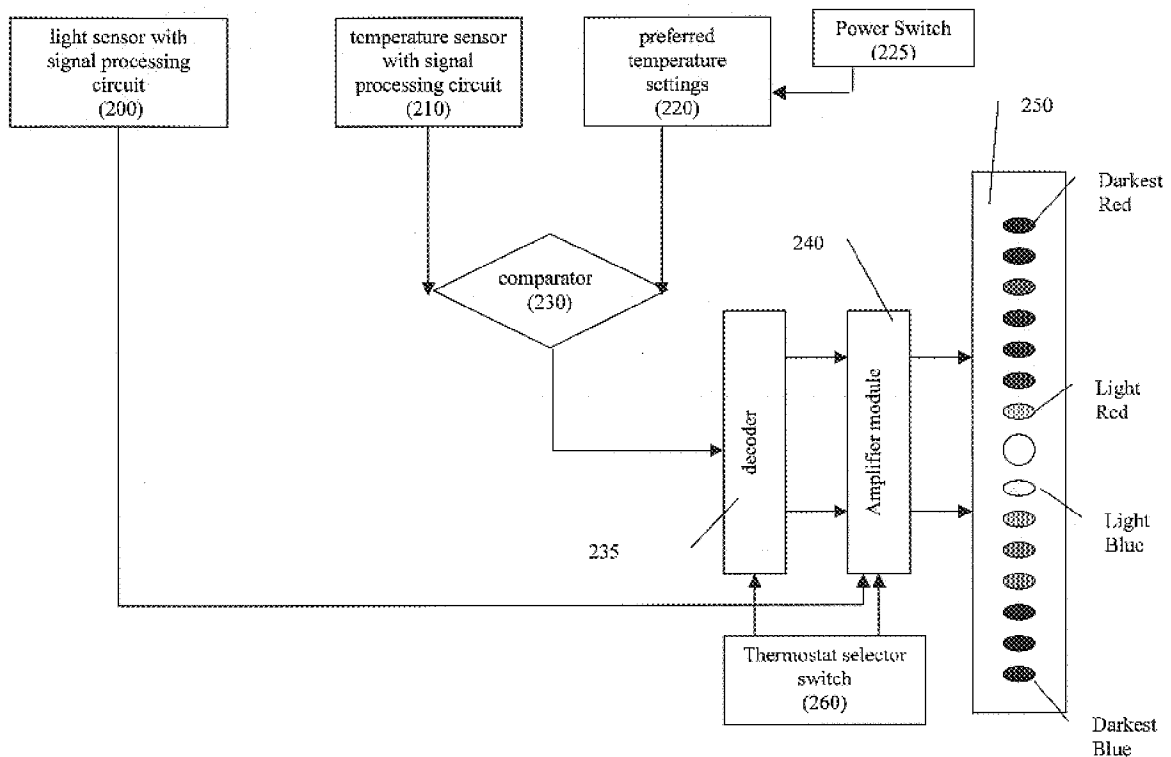 light sensor with
signal processing
circuit
(200)
temperature sensor
with signal
processing circuit
(210)
preferred
temperature
settings
(220)
Power Switch
(225)
250
Darkest
Red
240
comparator
(230)
Light
Red
decoder
Amplifier module
235
Light
Blue
Thermostat selector
switch
(260)
Darkest
Blue